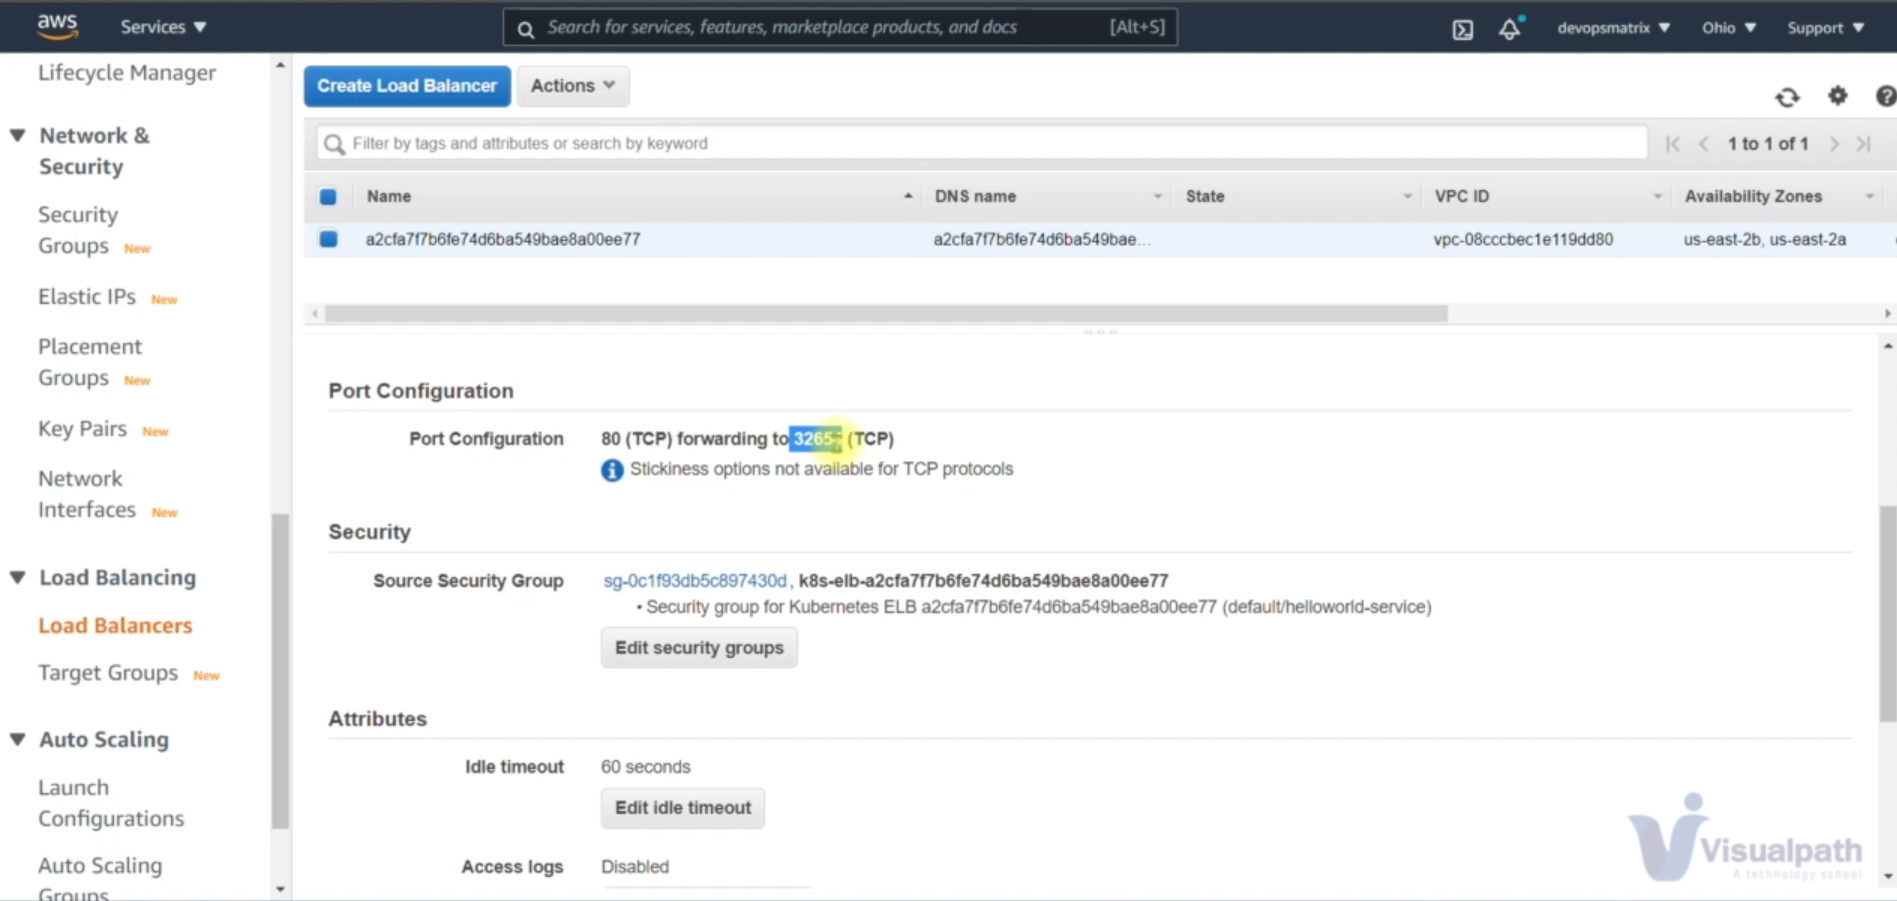 aws
Services
Search for services, features, marketplace products, and docs
[Alt+S]
devopsmatrix
Ohio
Support
Lifecycle Manager
Network &
Security
Security
Groups New
Elastic IPs New
Placement
Groups New
Key Pairs New
Network
Interfaces New
Load Balancing
Load Balancers
Target Groups New
Auto Scaling
Launch
Configurations
Auto Scaling
Groups
Create Load Balancer
Actions
Filter by tags and attributes or search by keyword
1 to 1 of 1
Name DNS name State VPC ID Availability Zones
a2cfa7f7b6fe74d6ba549bae8a00ee77 a2cfa7f7b6fe74d6ba549bae... vpc-08cccbec1e119dd80 us-east-2b, us-east-2a
Port Configuration
Port Configuration 80 (TCP) forwarding to (TCP)
Stickiness options not available for TCP protocols
Security
Source Security Group sg-0c1f93db5c897430d, k8s-elb-a2cfa7f7b6fe74d6ba549bae8a00ee77
• Security group for Kubernetes ELB a2cfa7f7b6fe74d6ba549bae8a00ee77 (default/helloworld-service)
Edit security groups
Attributes
Idle timeout 60 seconds
Edit idle timeout
Access logs Disabled
Visualpath
A technology school